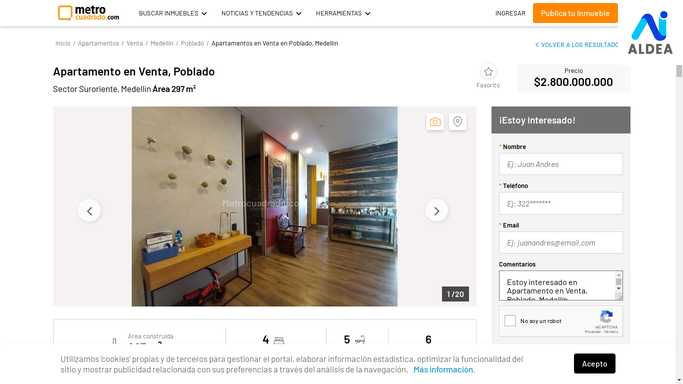 metro
cuadrado.com
BUSCAR INMUEBLES
NOTICIAS Y TENDENCIAS
HERRAMIENTAS
INGRESAR
Publica tu Inmueble
AI
ALDEA
Inicio / Apartamentos / Venta / Medellín / Poblado / Apartamentos en Venta en Poblado, Medellín
VOLVER A LOS RESULTADO
Apartamento en Venta, Poblado
Sector Suroriente, Medellín Área 297 m²
Favorito
Precio
$2.800.000.000
Metrocuadrado.com
1 / 20
¡Estoy Interesado!
* Nombre
Ej: Juan Andres
* Teléfono
Ej: 322*******
* Email
Ej: juanandres@email.com
Comentarios
Estoy interesado en
Apartamento en Venta,
Poblado, Medellín
No soy un robot
reCAPTCHA
Privacidad - Términos
Área construida
4
5
6
Utilizamos 'cookies' propias y de terceros para gestionar el portal, elaborar información estadística, optimizar la funcionalidad del
sitio y mostrar publicidad relacionada con sus preferencias a través del análisis de la navegación. Más información.
Acepto